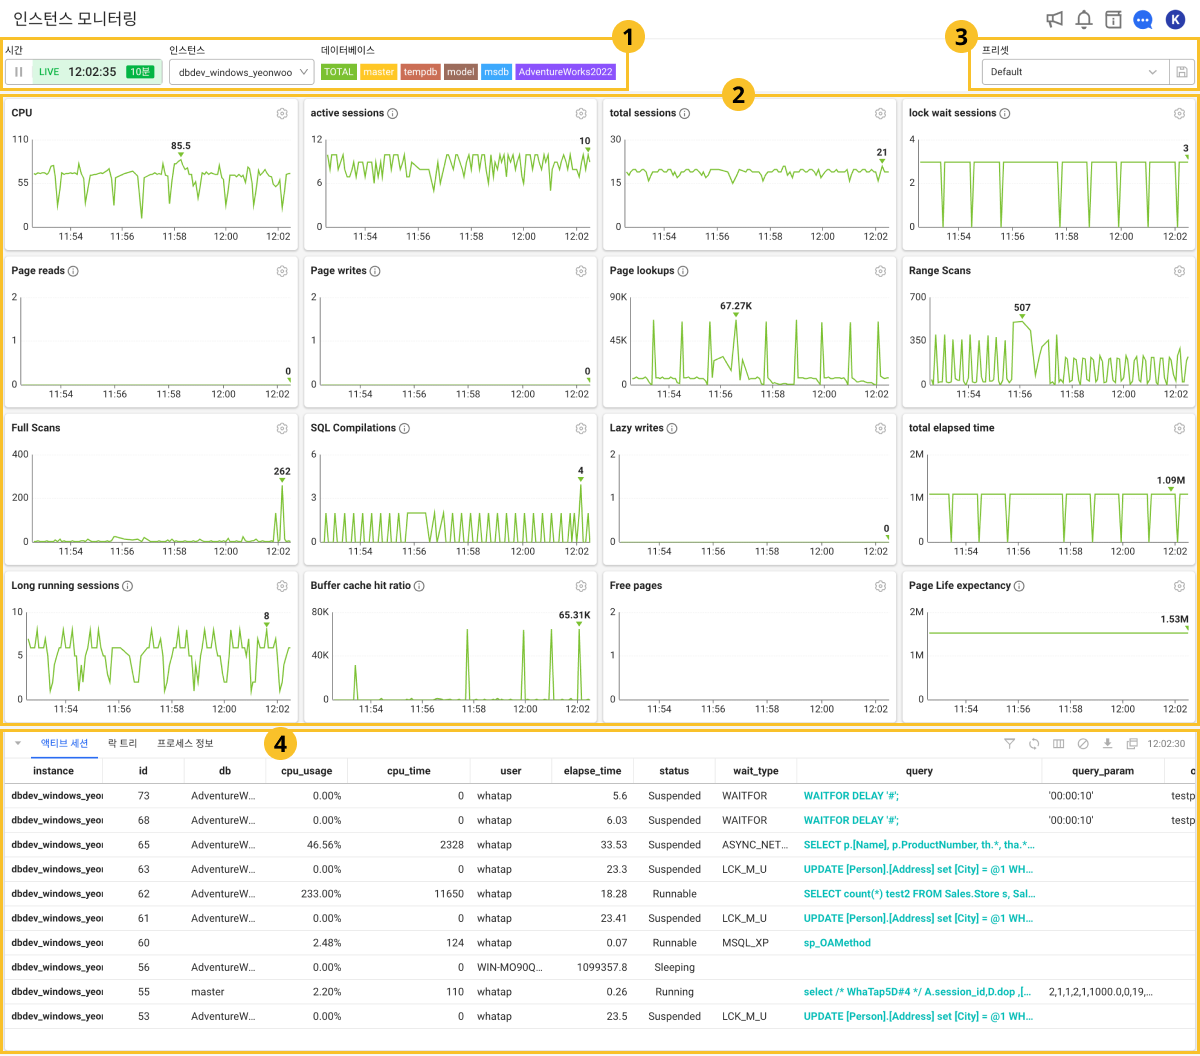 인스턴스 모니터링
K
1
3
2
4
시간
인스턴스
데이터베이스
프리셋
LIVE 12:02:35 10분
dbdev_windows_yeonwoo
TOTAL master tempdb model msdb AdventureWorks2022
Default
CPU
110
55
0
85.5
11:54 11:56 11:58 12:00 12:02
active sessions
12
6
0
10
11:54 11:56 11:58 12:00 12:02
total sessions
30
15
0
21
11:54 11:56 11:58 12:00 12:02
lock wait sessions
4
2
0
3
11:54 11:56 11:58 12:00 12:02
Page reads
2
1
0
0
11:54 11:56 11:58 12:00 12:02
Page writes
2
1
0
0
11:54 11:56 11:58 12:00 12:02
Page lookups
90K
45K
0
67.27K
11:54 11:56 11:58 12:00 12:02
Range Scans
700
350
0
507
11:54 11:56 11:58 12:00 12:02
Full Scans
400
200
0
262
11:54 11:56 11:58 12:00 12:02
SQL Compilations
6
3
0
4
11:54 11:56 11:58 12:00 12:02
Lazy writes
2
1
0
0
11:54 11:56 11:58 12:00 12:02
total elapsed time
2M
1M
0
1.09M
11:54 11:56 11:58 12:00 12:02
Long running sessions
10
5
0
8
11:54 11:56 11:58 12:00 12:02
Buffer cache hit ratio
80K
40K
0
65.31K
11:54 11:56 11:58 12:00 12:02
Free pages
2
1
0
11:54 11:56 11:58 12:00 12:02
Page Life expectancy
2M
1M
0
1.53M
11:54 11:56 11:58 12:00 12:02
액티브 세션 락 트리 프로세스 정보 12:02:30
instance id db cpu_usage cpu_time user elapse_time status wait_type query query_param c
dbdev_windows_yeor 73 AdventureW... 0.00% 0 whatap 5.6 Suspended WAITFOR WAITFOR DELAY '#'; '00:00:10' testp
dbdev_windows_yeor 68 AdventureW... 0.00% 0 whatap 6.03 Suspended WAITFOR WAITFOR DELAY '#'; '00:00:10' testp
dbdev_windows_yeor 65 AdventureW... 46.56% 2328 whatap 33.53 Suspended ASYNC_NET... SELECT p.[Name], p.ProductNumber, th.*, tha.*...
dbdev_windows_yeor 63 AdventureW... 0.00% 0 whatap 23.3 Suspended LCK_M_U UPDATE [Person].[Address] set [City] = @1 WH...
dbdev_windows_yeor 62 AdventureW... 233.00% 11650 whatap 18.28 Runnable SELECT count(*) test2 FROM Sales.Store s, Sal...
dbdev_windows_yeor 61 AdventureW... 0.00% 0 whatap 23.41 Suspended LCK_M_U UPDATE [Person].[Address] set [City] = @1 WH...
dbdev_windows_yeor 60 2.48% 124 whatap 0.07 Runnable MSQL_XP sp_OAMethod
dbdev_windows_yeor 56 AdventureW... 0.00% 0 WIN-MO90Q... 1099357.8 Sleeping
dbdev_windows_yeor 55 master 2.20% 110 whatap 0.26 Running select /* WhaTap5D#4 */ A.session_id,D.dop ,[... 2,1,1,2,1,1000.0,0,19,...
dbdev_windows_yeor 53 AdventureW... 0.00% 0 whatap 23.5 Suspended LCK_M_U UPDATE [Person].[Address] set [City] = @1 WH...